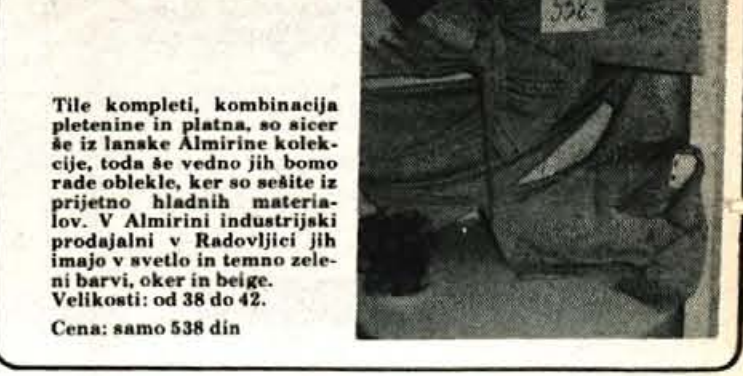 538.-
Tile kompleti, kombinacija
pletenine in platna, so sicer
še iz lanske Almirine kolek-
cije, toda še vedno jih bomo
rade oblekle, ker so sešite iz
prijetno hladnih materia-
lov. V Almirini industrijski
prodajalni v Radovljici jih
imajo v svetlo in temno zele-
ni barvi, oker in beige.
Velikosti: od 38 do 42.
Cena: samo 538 din